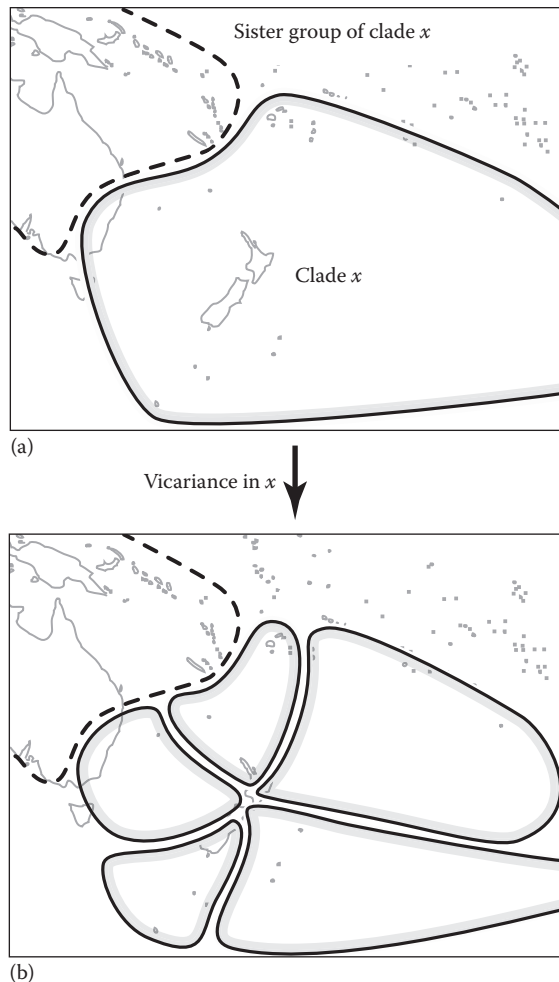 Sister group of clade x
Clade x
(a)
Vicariance in x
(b)